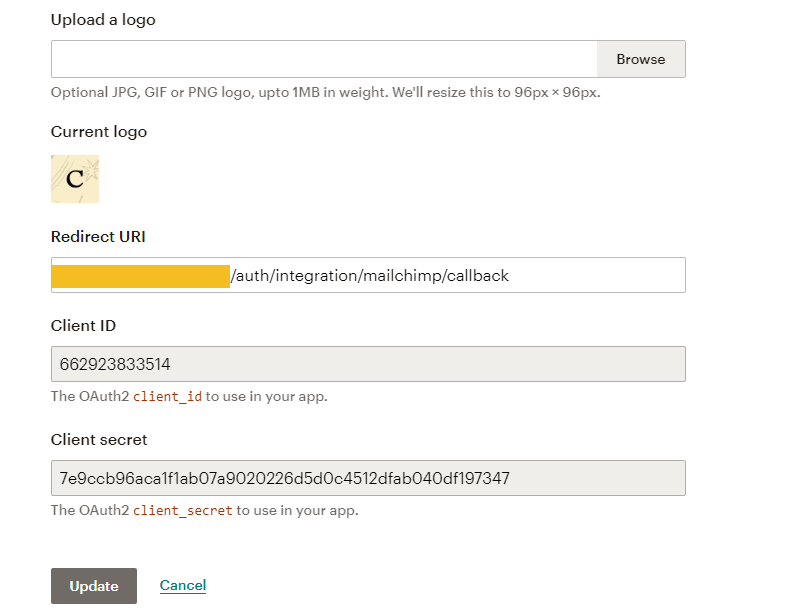 Upload a logo
Browse
Optional JPG, GIF or PNG logo, upto 1MB in weight. We'll resize this to 96px × 96px.
Current logo
C
Redirect URI
/auth/integration/mailchimp/callback
Client ID
662923833514
The OAuth2 client_id to use in your app.
Client secret
7e9ccb96aca1f1ab07a9020226d5d0c4512dfab040df197347
The OAuth2 client_secret to use in your app.
Update Cancel